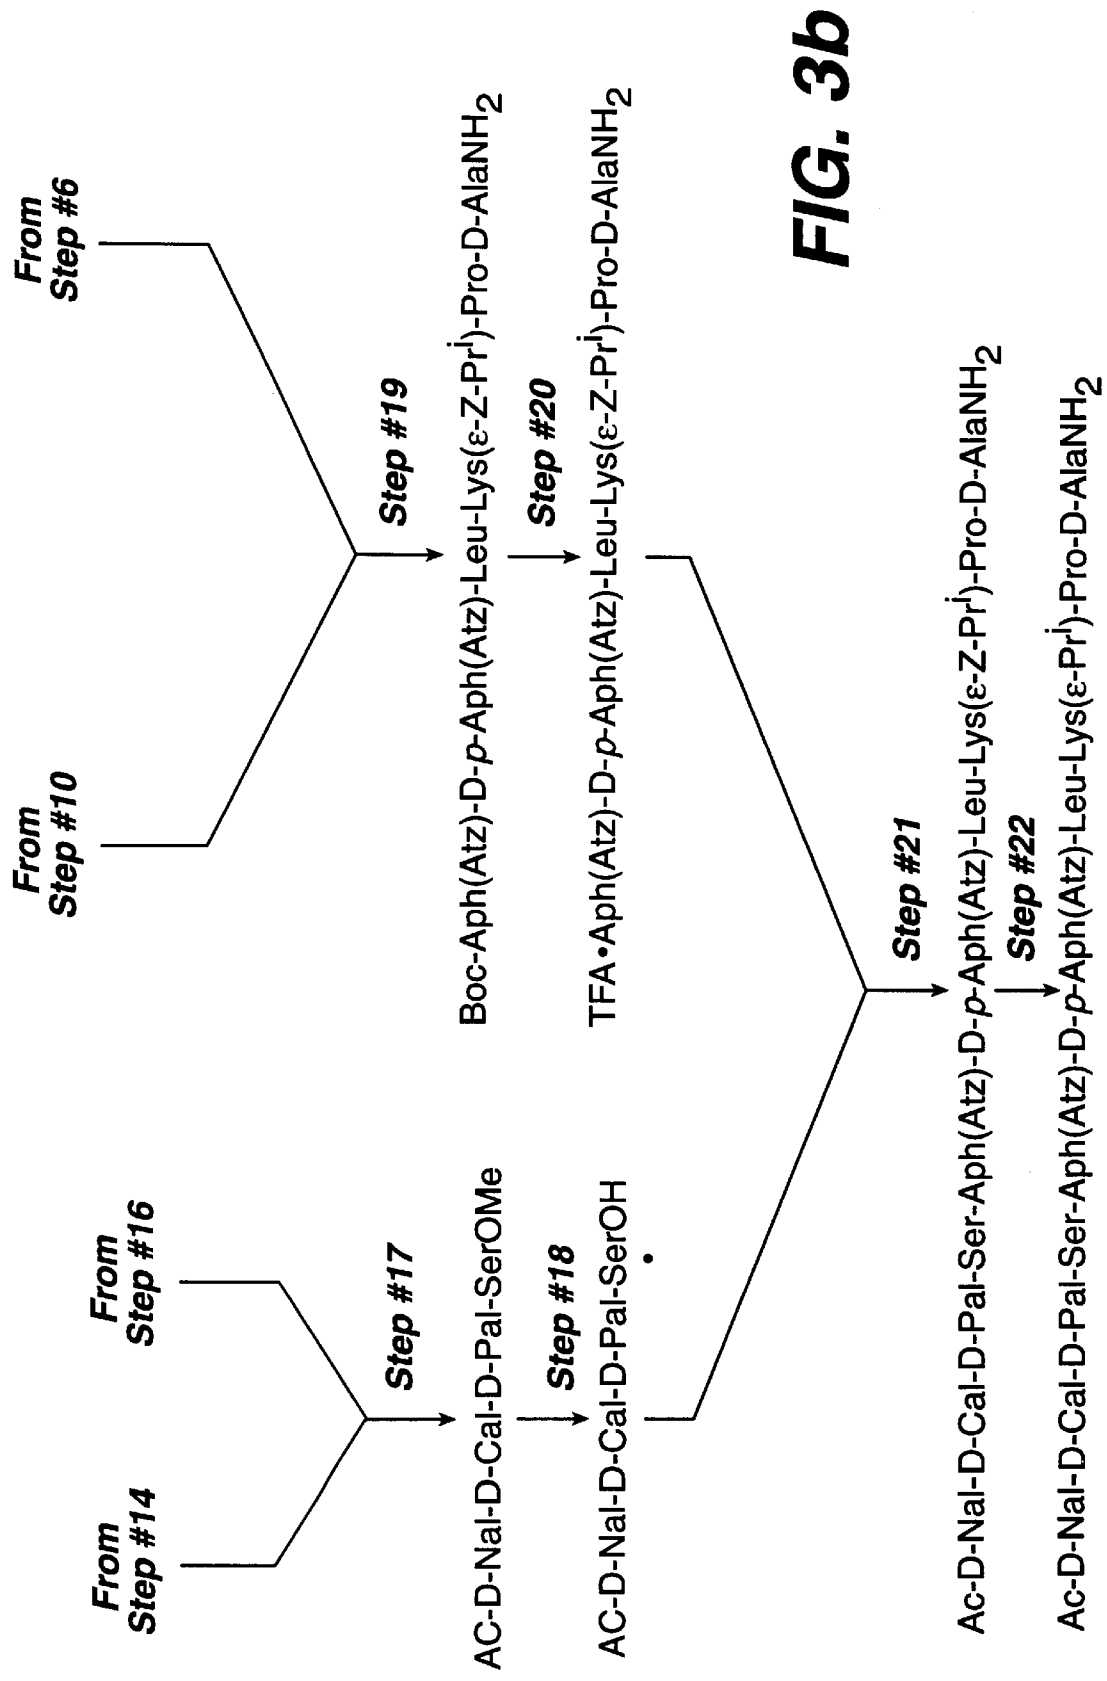 From
Step #14
From
Step #16
From
Step #10
From
Step #6
Step #17
Step #19
AC-D-Nal-D-Cal-D-Pal-SerOMe
Boc-Aph(Atz)-D-p-Aph(Atz)-Leu-Lys(ε-Z-Prⁱ)-Pro-D-AlaNH₂
Step #18
Step #20
AC-D-Nal-D-Cal-D-Pal-SerOH
TFA•Aph(Atz)-D-p-Aph(Atz)-Leu-Lys(ε-Z-Prⁱ)-Pro-D-AlaNH₂
Step #21
Ac-D-Nal-D-Cal-D-Pal-Ser-Aph(Atz)-D-p-Aph(Atz)-Leu-Lys(ε-Z-Prⁱ)-Pro-D-AlaNH₂
Step #22
Ac-D-Nal-D-Cal-D-Pal-Ser-Aph(Atz)-D-p-Aph(Atz)-Leu-Lys(ε-Prⁱ)-Pro-D-AlaNH₂
FIG. 3b